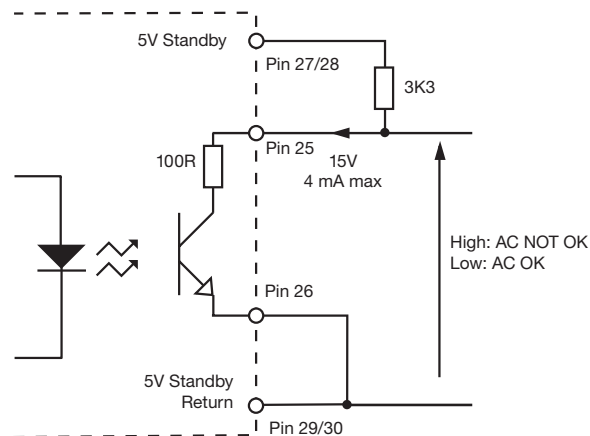 5V Standby
Pin 27/28
3K3
Pin 25
100R
15V
4 mA max
High: AC NOT OK
Low: AC OK
Pin 26
5V Standby
Return
Pin 29/30